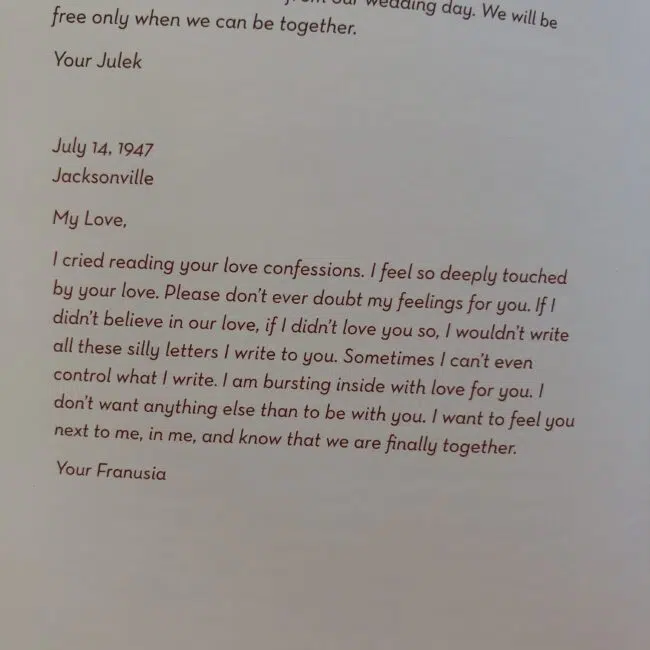 from our wedding day. We will be
free only when we can be together.
Your Julek
July 14, 1947
Jacksonville
My Love,
I cried reading your love confessions. I feel so deeply touched
by your love. Please don't ever doubt my feelings for you. If I
didn't believe in our love, if I didn't love you so, I wouldn't write
all these silly letters I write to you. Sometimes I can't even
control what I write. I am bursting inside with love for you. I
don't want anything else than to be with you. I want to feel you
next to me, in me, and know that we are finally together.
Your Franusia